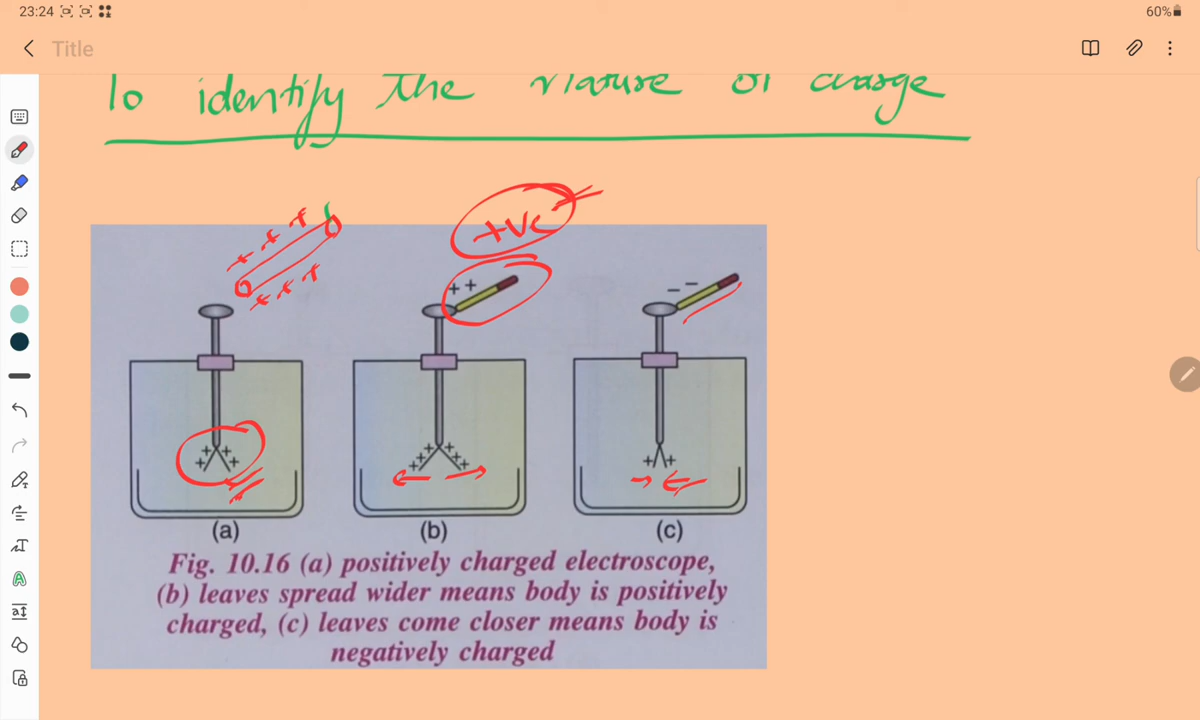 23:24 60%
Title
To identify the nature of charge
+ + + +ve
+ + + + + - -
+ + + + + + + + + + + +
(a) (b) (c)
Fig. 10.16 (a) positively charged electroscope,
(b) leaves spread wider means body is positively
charged, (c) leaves come closer means body is
negatively charged